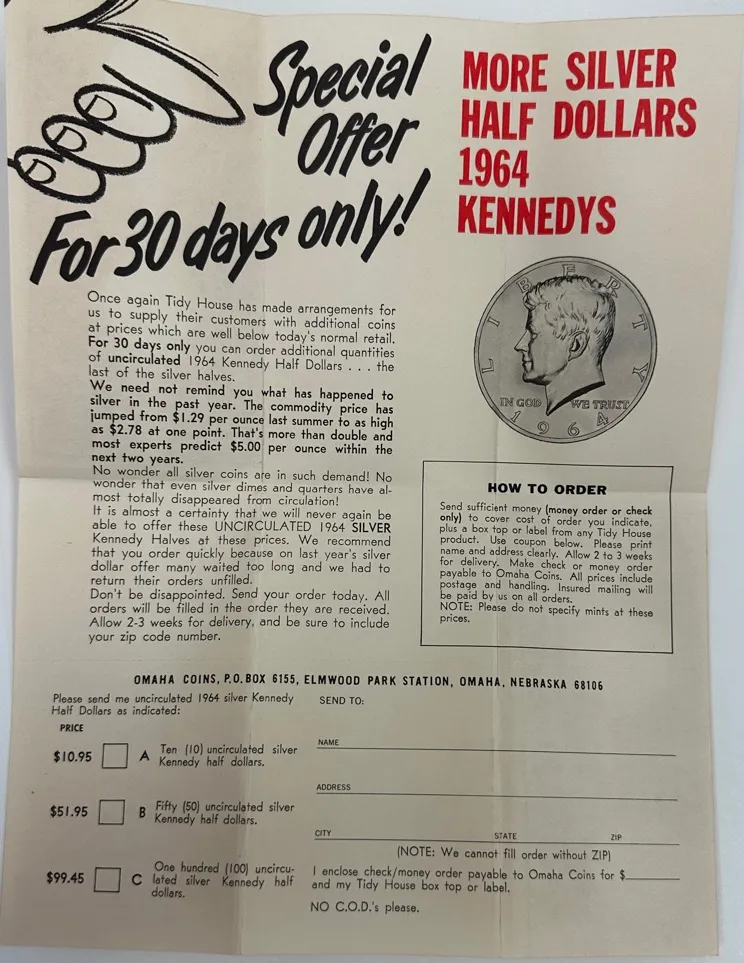 Special
Offer
For 30 days only!
MORE SILVER
HALF DOLLARS
1964
KENNEDYS
Once again Tidy House has made arrangements for
us to supply their customers with additional coins
at prices which are well below today's normal retail.
For 30 days only you can order additional quantities
of uncirculated 1964 Kennedy Half Dollars . . . the
last of the silver halves.
We need not remind you what has happened to
silver in the past year. The commodity price has
jumped from $1.29 per ounce last summer to as high
as $2.78 at one point. That's more than double and
most experts predict $5.00 per ounce within the
next two years.
No wonder all silver coins are in such demand! No
wonder that even silver dimes and quarters have al-
most totally disappeared from circulation!
It is almost a certainty that we will never again be
able to offer these UNCIRCULATED 1964 SILVER
Kennedy Halves at these prices. We recommend
that you order quickly because on last year's silver
dollar offer many waited too long and we had to
return their orders unfilled.
Don't be disappointed. Send your order today. All
orders will be filled in the order they are received.
Allow 2-3 weeks for delivery, and be sure to include
your zip code number.
LIBERTY
IN GOD WE TRUST
1964
HOW TO ORDER
Send sufficient money (money order or check
only) to cover cost of order you indicate,
plus a box top or label from any Tidy House
product. Use coupon below. Please print
name and address clearly. Allow 2 to 3 weeks
for delivery. Make check or money order
payable to Omaha Coins. All prices include
postage and handling. Insured mailing will
be paid by us on all orders.
NOTE: Please do not specify mints at these
prices.
OMAHA COINS, P.O. BOX 6155, ELMWOOD PARK STATION, OMAHA, NEBRASKA 68106
Please send me uncirculated 1964 silver Kennedy
Half Dollars as indicated:
PRICE
$10.95 A Ten (10) uncirculated silver
Kennedy half dollars.
$51.95 B Fifty (50) uncirculated silver
Kennedy half dollars.
$99.45 C One hundred (100) uncircu-
lated silver Kennedy half
dollars.
SEND TO:
NAME
ADDRESS
CITY STATE ZIP
(NOTE: We cannot fill order without ZIP)
I enclose check/money order payable to Omaha Coins for $
and my Tidy House box top or label.
NO C.O.D.'s please.